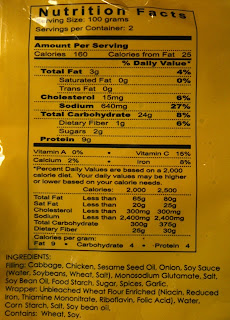 Nutrition Facts
Serving Size: 100 grams
Servings per Container: 2
Amount Per Serving
Calories 160 Calories from Fat 25
% Daily Value*
Total Fat 3g 4%
Saturated Fat 0g 0%
Trans Fat 0g
Cholesterol 15mg 6%
Sodium 640mg 27%
Total Carbohydrate 24g 8%
Dietary Fiber 1g 6%
Sugars 2g
Protein 9g
Vitamin A 0% • Vitamin C 15%
Calcium 2% • Iron 8%
Percent Daily Values are based on a 2,000
calorie diet. Your daily values may be higher
or lower based on your calorie needs.
Calories: 2,000 2,500
Total Fat Less than 65g 80g
Sat Fat Less than 20g 25g
Cholesterol Less than 300mg 300mg
Sodium Less than 2,400mg 2,400mg
Total Carbohydrate 300g 375g
Dietary Fiber 25g 30g
Calories per gram:
Fat 9 • Carbohydrate 4 • Protein 4
INGREDIENTS:
Filling: Cabbage, Chicken, Sesame Seed Oil, Onion, Soy Sauce
(Water, Soybeans, Wheat, Salt), Monosodium Glutamate, Salt,
Soy Bean Oil, Food Starch, Sugar, Spices, Garlic.
Wrapper: Unbleached Wheat Flour Enriched (Niacin, Reduced
Iron, Thiamine Mononitrate, Riboflavin, Folic Acid), Water,
Corn Starch, Salt, Soy bean oil.
Contains: Wheat, Soy.